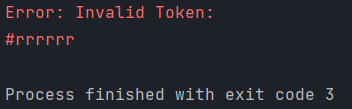 Error: Invalid Token:
#rrrrrr
Process finished with exit code 3